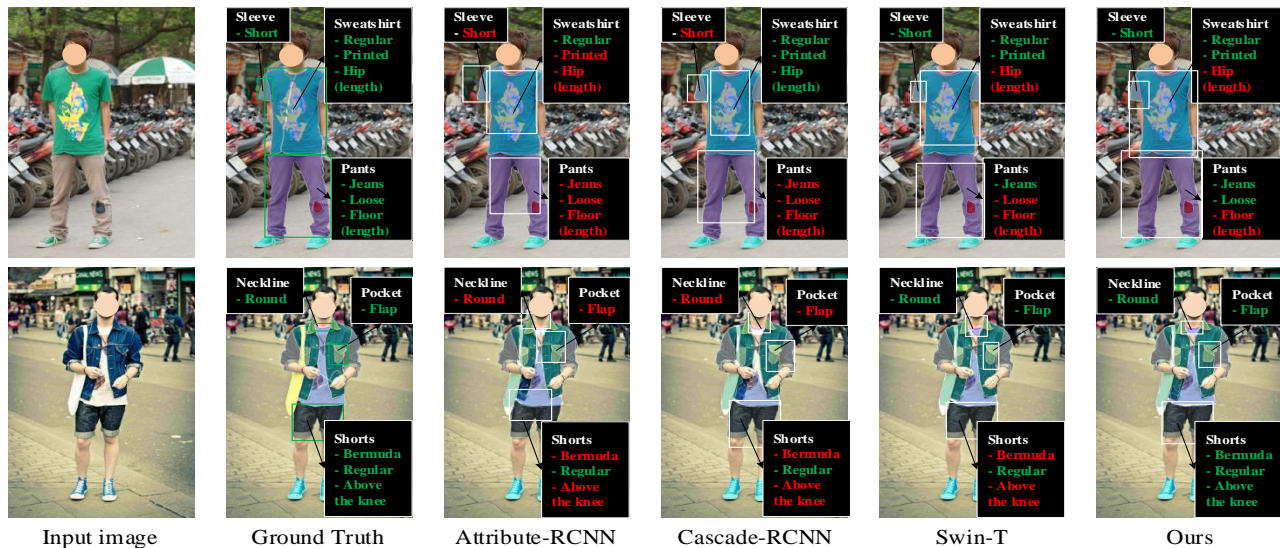 Sleeve
- Short
Sweatshirt
- Regular
- Printed
- Hip
(length)
Pants
- Jeans
- Loose
- Floor
(length)
Sleeve
- Short
Sweatshirt
- Regular
- Printed
- Hip
(length)
Pants
- Jeans
- Loose
- Floor
(length)
Sleeve
- Short
Sweatshirt
- Regular
- Printed
- Hip
(length)
Pants
- Jeans
- Loose
- Floor
(length)
Sleeve
- Short
Sweatshirt
- Regular
- Printed
- Hip
(length)
Pants
- Jeans
- Loose
- Floor
(length)
Sleeve
- Short
Sweatshirt
- Regular
- Printed
- Hip
(length)
Pants
- Jeans
- Loose
- Floor
(length)
CANAL NEWS
Neckline
- Round
Pocket
- Flap
Shorts
- Bermuda
- Regular
- Above
the knee
Neckline
- Round
Pocket
- Flap
Shorts
- Bermuda
- Regular
- Above
the knee
Neckline
- Round
Pocket
- Flap
Shorts
- Bermuda
- Regular
- Above
the knee
Neckline
- Round
Pocket
- Flap
Shorts
- Bermuda
- Regular
- Above
the knee
Neckline
- Round
Pocket
- Flap
Shorts
- Bermuda
- Regular
- Above
the knee
Input image
Ground Truth
Attribute-RCNN
Cascade-RCNN
Swin-T
Ours